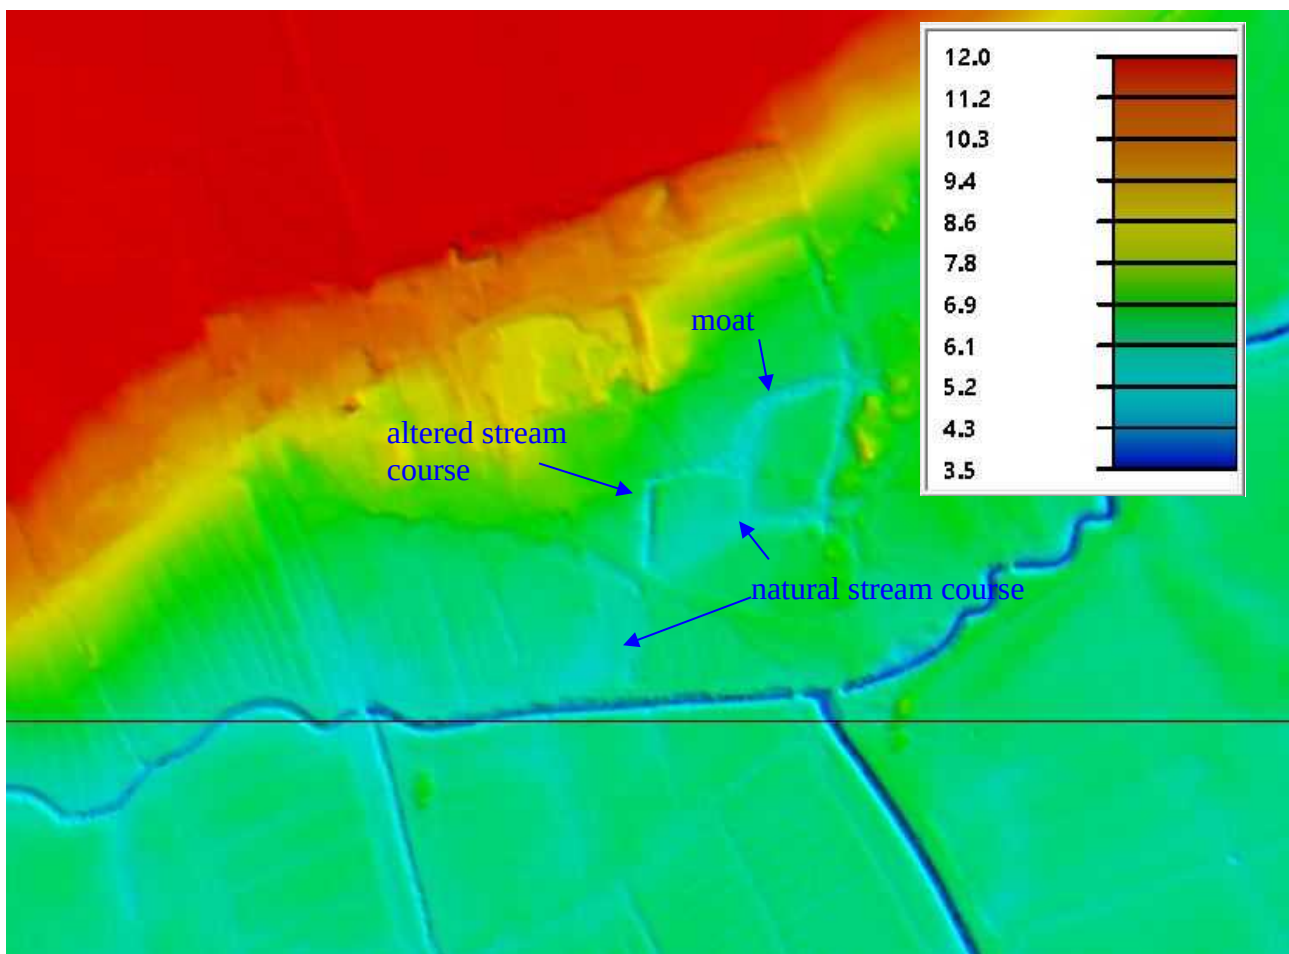 12.0
11.2
10.3
9.4
8.6
7.8
6.9
6.1
5.2
4.3
3.5
moat
altered stream
course
natural stream course